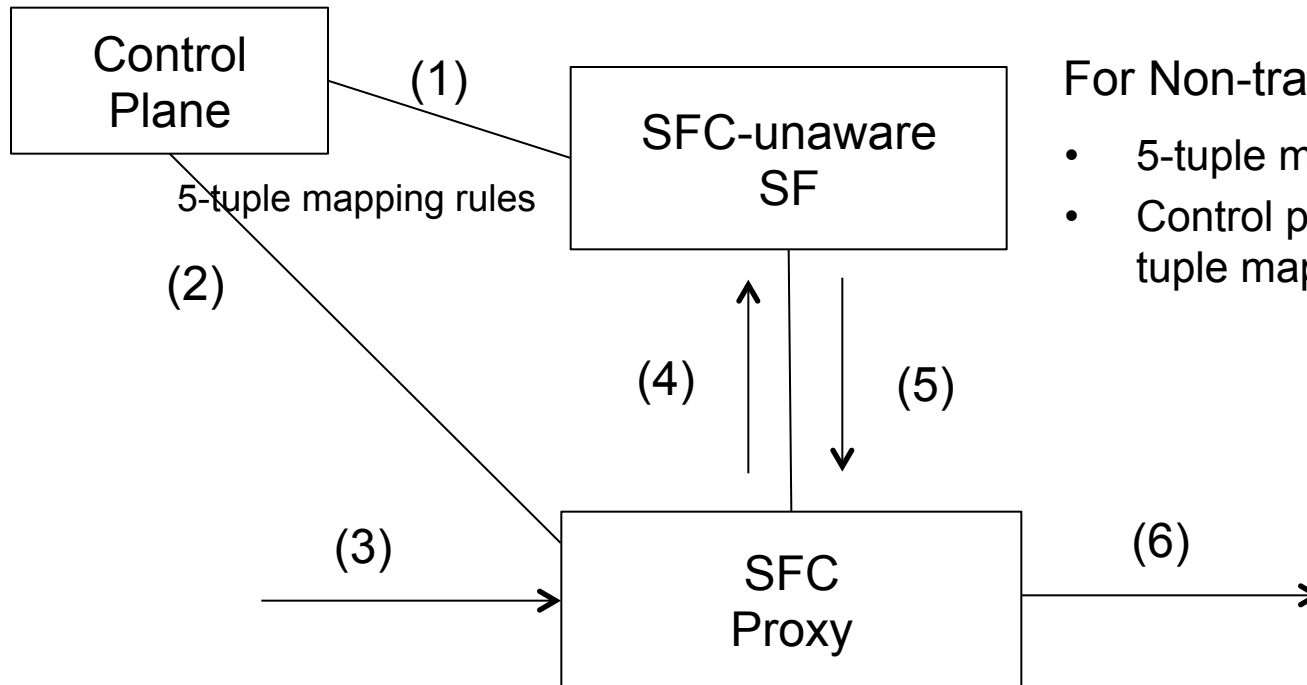 Control
Plane
(1)
SFC-unaware
SF
5-tuple mapping rules
(2)
(4)
(5)
(3)
SFC
Proxy
(6)
For Non-tra
• 5-tuple m
• Control p
tuple map